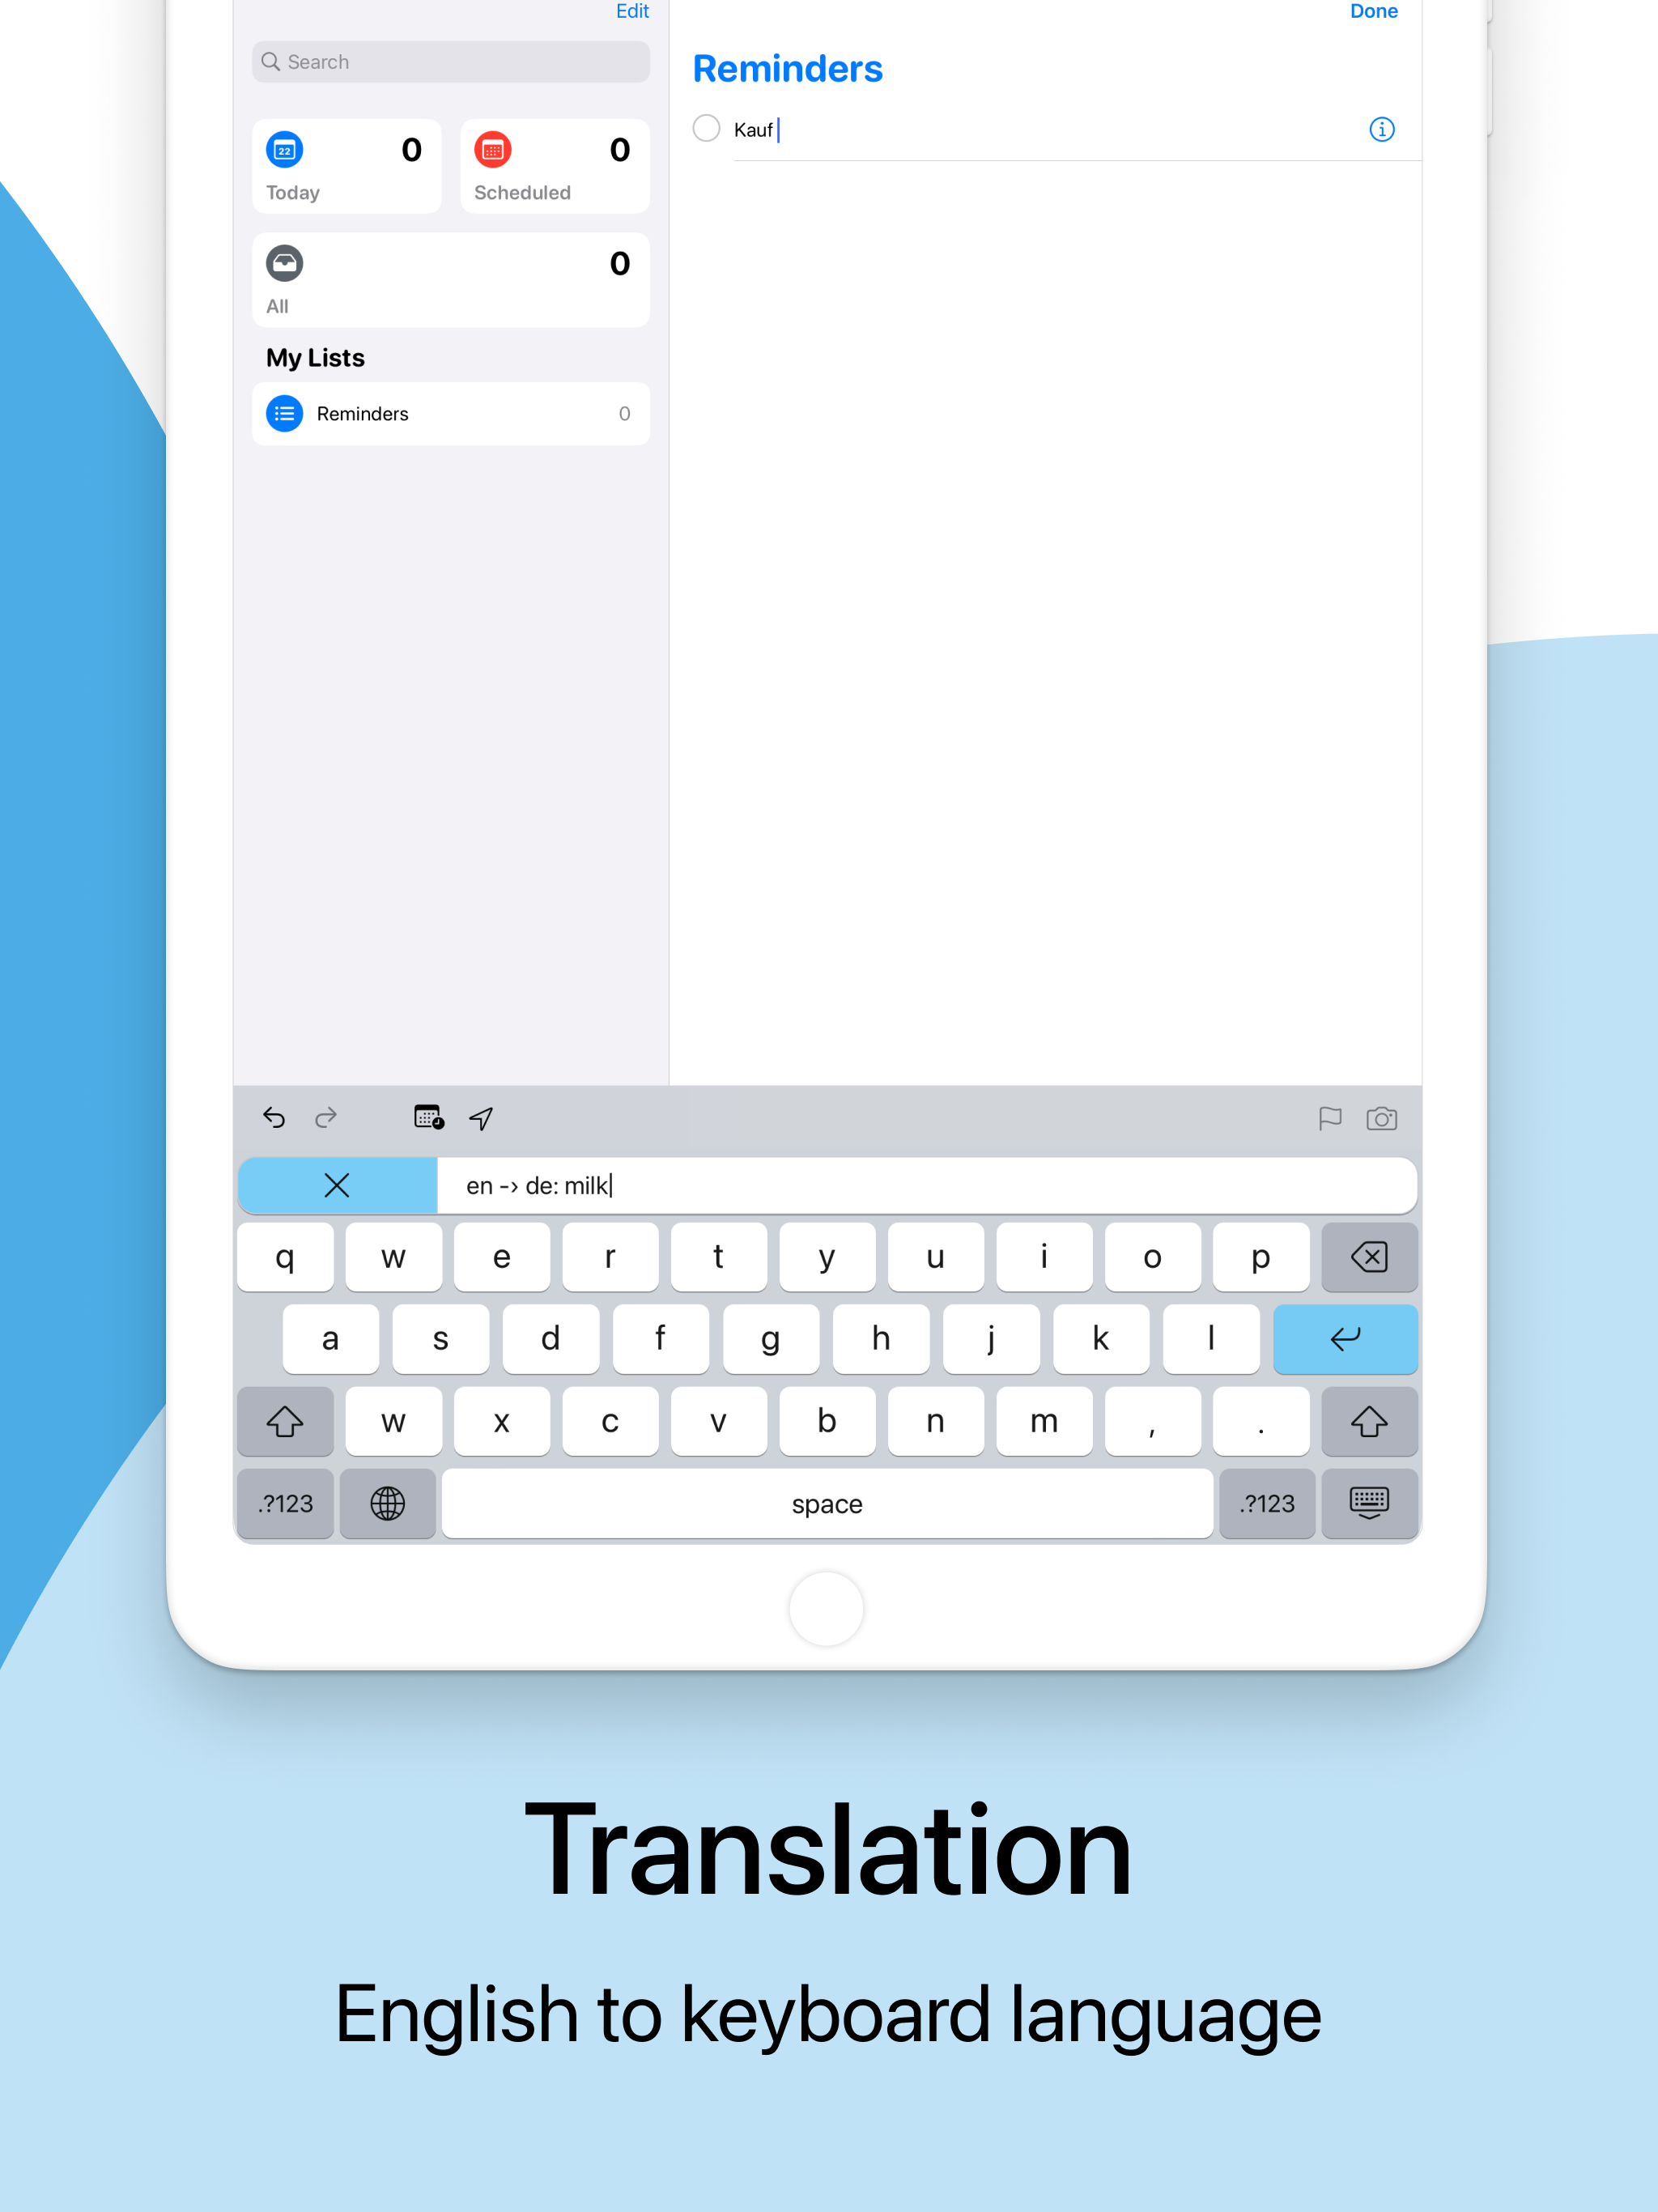 Edit
Done
Search
Reminders
Kauf
22
0
Today
0
Scheduled
0
All
My Lists
Reminders
0
en -› de: milk
q w e r t y u i o p
a s d f g h j k l
w x c v b n m , .
.?123
space
.?123
Translation
English to keyboard language